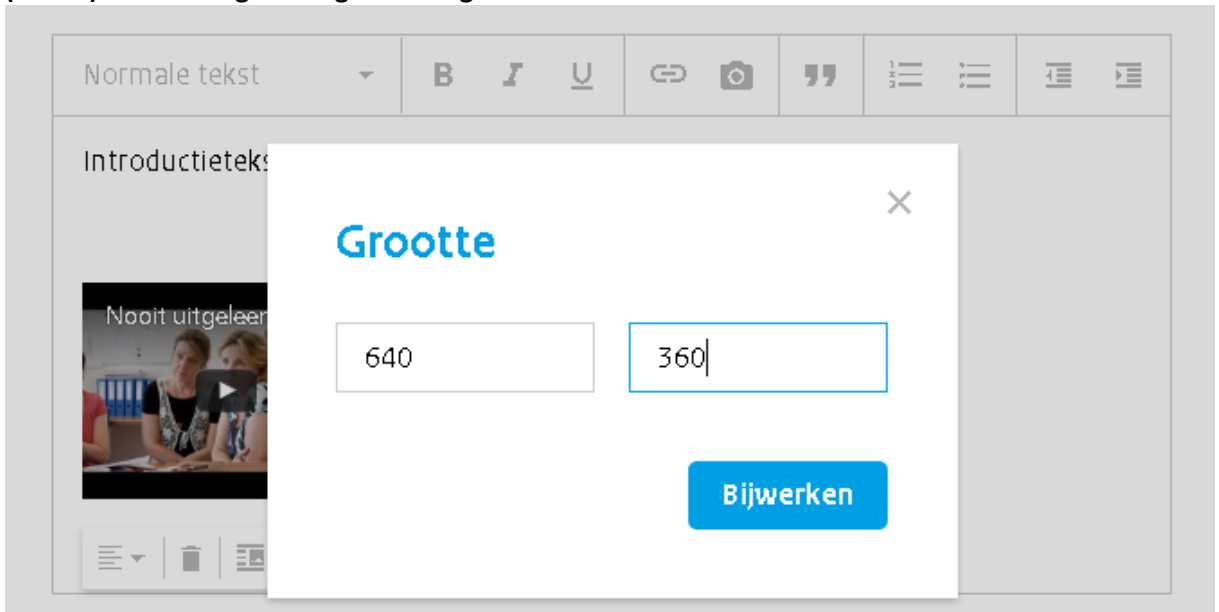 Normale tekst B I U
Introductieteks
Grootte
Nooit uitgeleer
640 360
Bijwerken